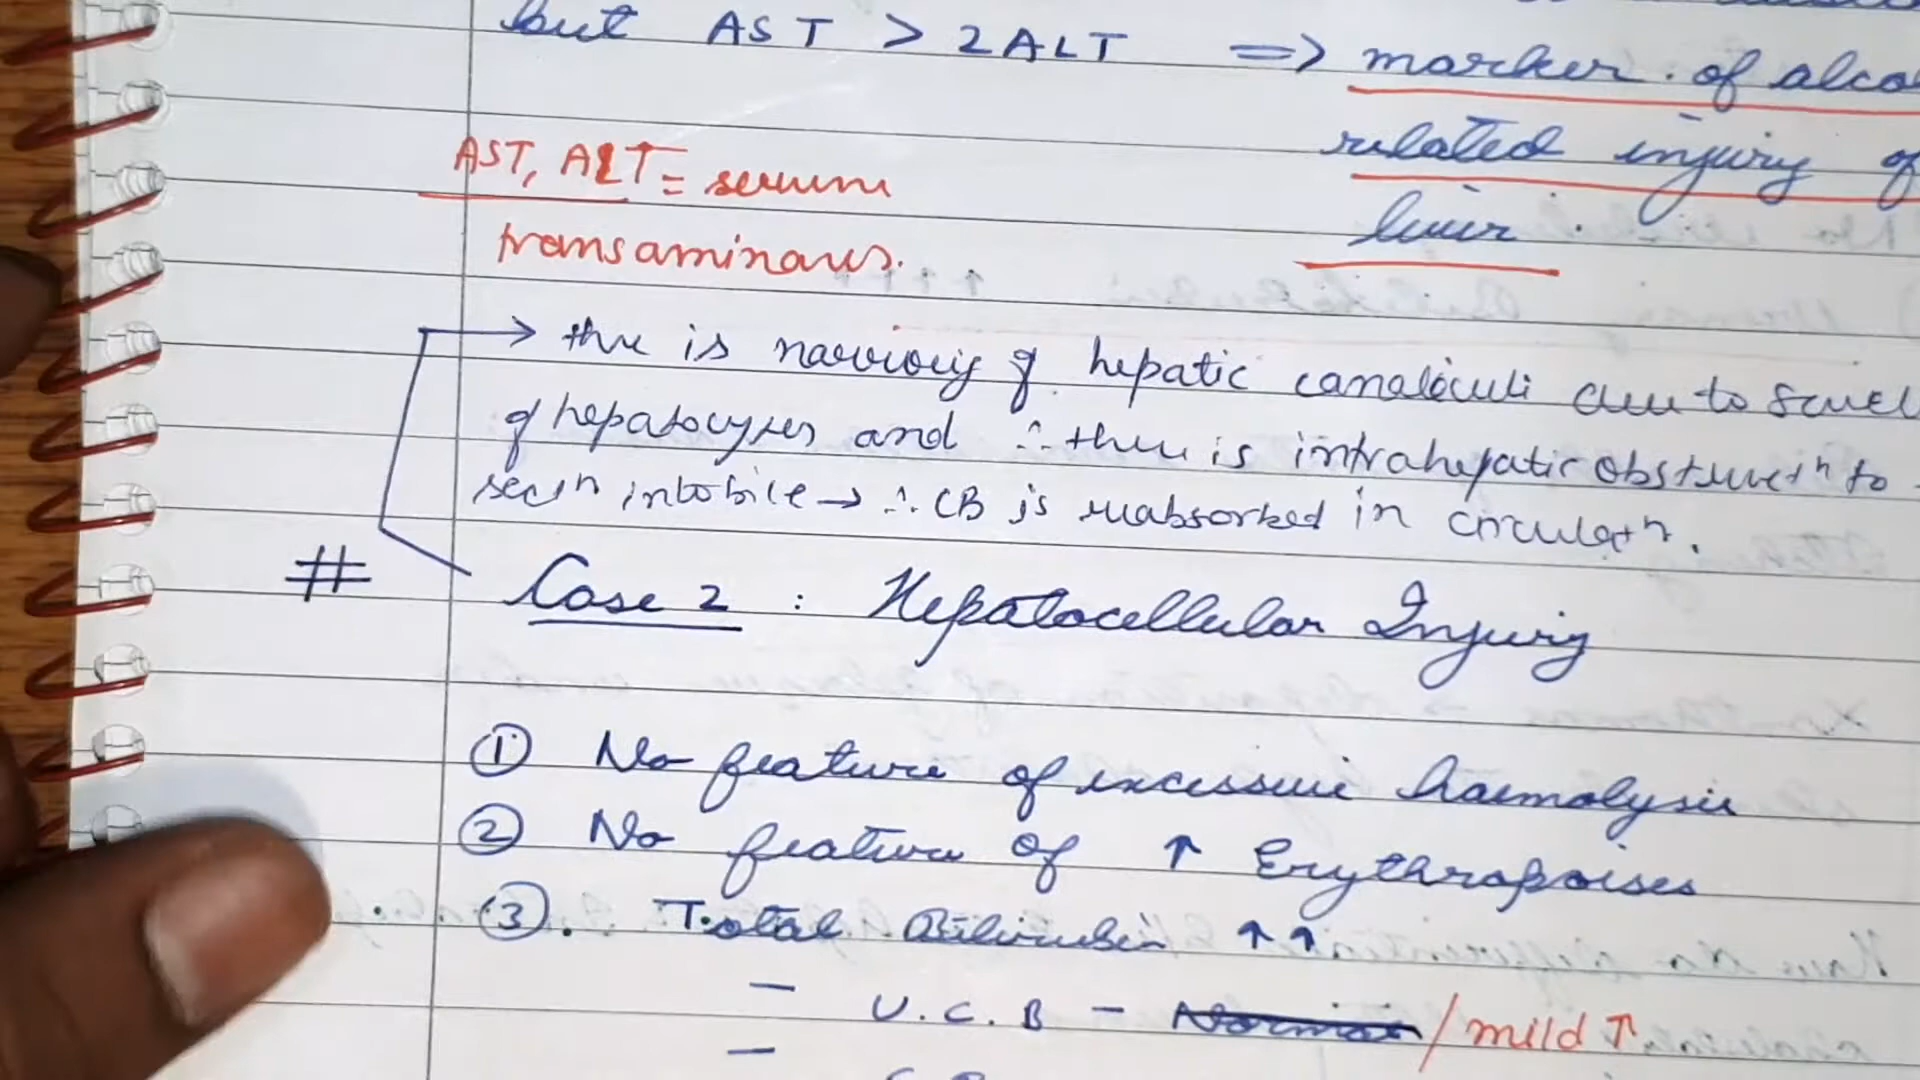 but AST > 2ALT => marker of alco
related injury of
liver.
AST, ALT = serum
transaminases.
→ there is narrowing of hepatic canaliculi due to swel
of hepatocytes and ∴ there is intrahepatic obstructn to
secn into bile → ∴ CB is reabsorbed in circulatn.
# Case 2 : Hepatocellular Injury
① No feature of excessive haemolysis
② No feature of ↑ Erythropoises
③. Total Bilirubin ↑↑
– U.C.B – Normal / mild ↑
–